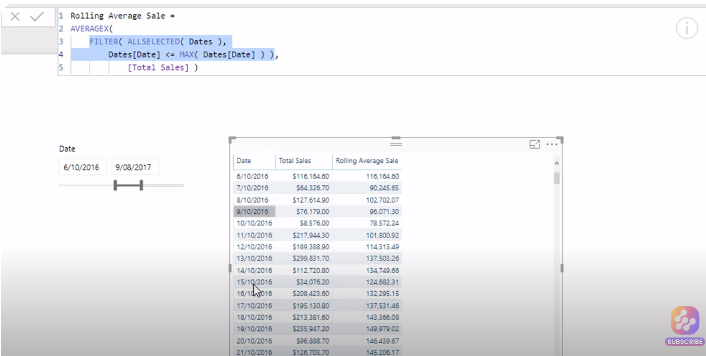 1 Rolling Average Sale =
2 AVERAGEX(
3 FILTER( ALLSELECTED( Dates ),
4 Dates[Date] <= MAX( Dates[Date] ) ),
5 [Total Sales] )
Date
6/10/2016 9/08/2017
Date Total Sales Rolling Average Sale
6/10/2016 $116,164.60 116,164.60
7/10/2016 $64,326.70 90,245.65
8/10/2016 $127,614.90 102,702.07
9/10/2016 $76,179.00 96,071.30
10/10/2016 $8,576.00 78,572.24
11/10/2016 $217,944.30 101,800.92
12/10/2016 $189,388.90 114,313.49
13/10/2016 $299,831.70 137,503.26
14/10/2016 $112,720.80 134,749.66
15/10/2016 $34,076.20 124,682.31
16/10/2016 $208,423.60 132,295.15
17/10/2016 $195,130.80 137,531.46
18/10/2016 $213,381.60 143,366.08
19/10/2016 $235,947.20 149,979.02
20/10/2016 $96,888.70 146,439.67
21/10/2016 $126,703.70 145,206.17
SUBSCRIBE